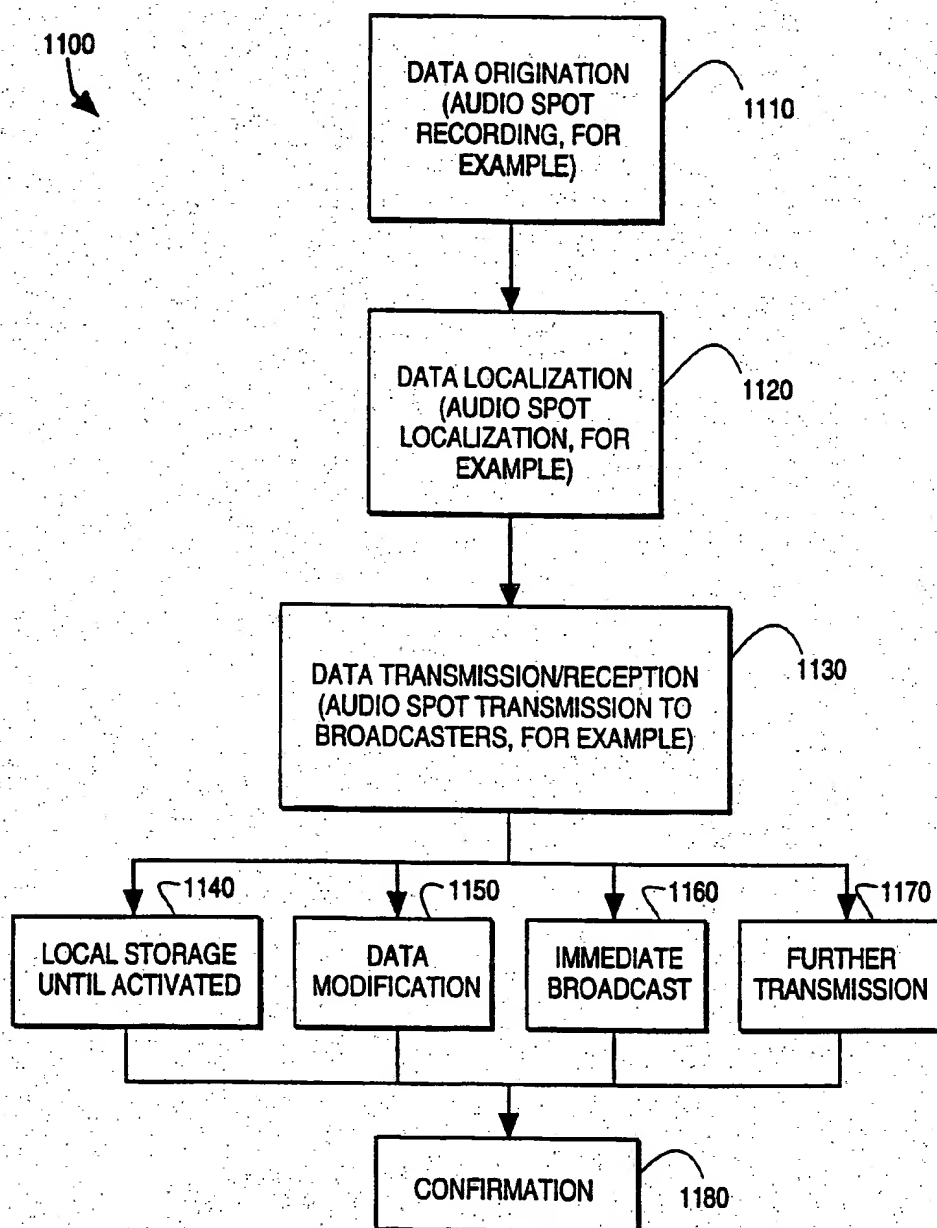 1100
DATA ORIGINATION
(AUDIO SPOT
RECORDING, FOR
EXAMPLE)
1110
DATA LOCALIZATION
(AUDIO SPOT
LOCALIZATION, FOR
EXAMPLE)
1120
DATA TRANSMISSION/RECEPTION
(AUDIO SPOT TRANSMISSION TO
BROADCASTERS, FOR EXAMPLE)
1130
1140
LOCAL STORAGE
UNTIL ACTIVATED
1150
DATA
MODIFICATION
1160
IMMEDIATE
BROADCAST
1170
FURTHER
TRANSMISSION
CONFIRMATION
1180